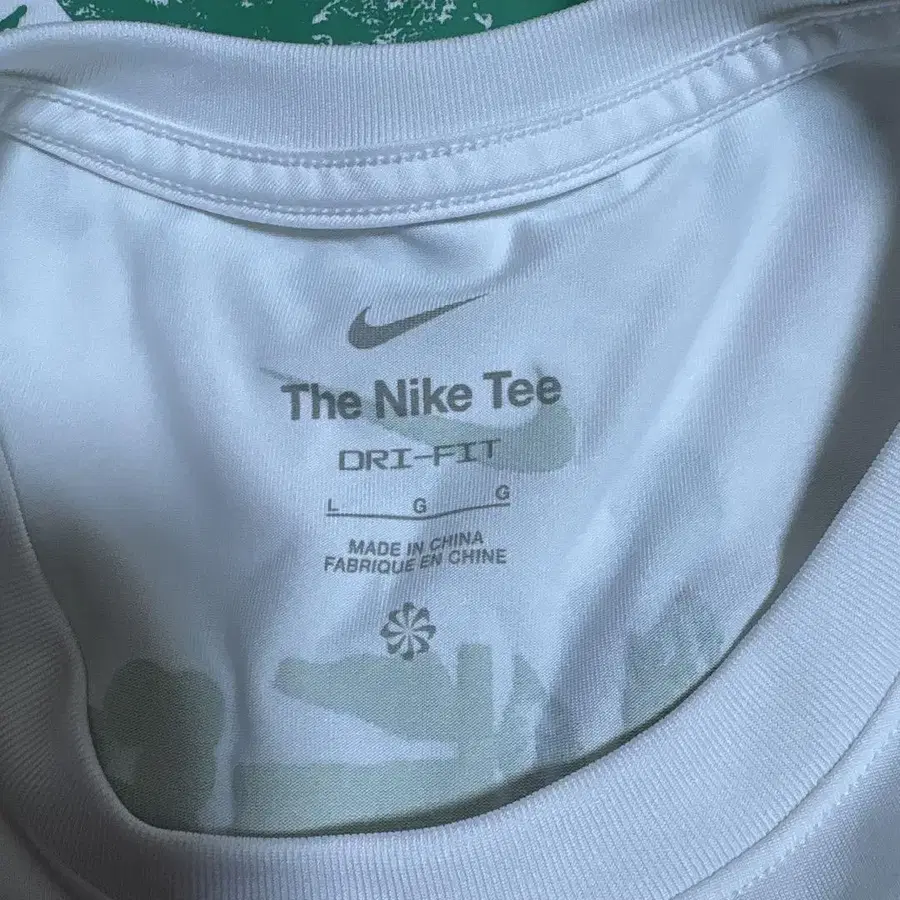 The Nike Tee
DRI-FIT
L G G
MADE IN CHINA
FABRIQUE EN CHINE